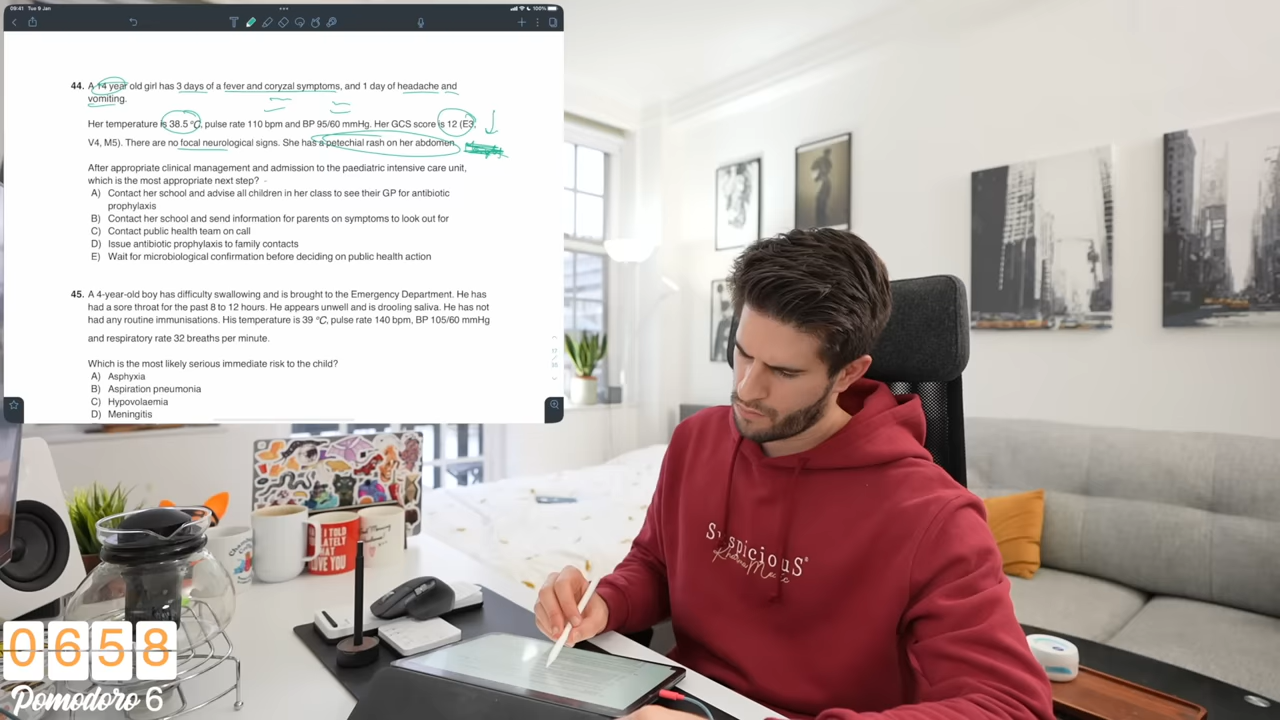 09:41 Tue 9 Jan
100%
44. A 14 year old girl has 3 days of a fever and coryzal symptoms, and 1 day of headache and
vomiting.
Her temperature is 38.5 °C, pulse rate 110 bpm and BP 95/60 mmHg. Her GCS score is 12 (E3,
V4, M5). There are no focal neurological signs. She has a petechial rash on her abdomen
After appropriate clinical management and admission to the paediatric intensive care unit,
which is the most appropriate next step?
A) Contact her school and advise all children in her class to see their GP for antibiotic
prophylaxis
B) Contact her school and send information for parents on symptoms to look out for
C) Contact public health team on call
D) Issue antibiotic prophylaxis to family contacts
E) Wait for microbiological confirmation before deciding on public health action
45. A 4-year-old boy has difficulty swallowing and is brought to the Emergency Department. He has
had a sore throat for the past 8 to 12 hours. He appears unwell and is drooling saliva. He has not
had any routine immunisations. His temperature is 39 °C, pulse rate 140 bpm, BP 105/60 mmHg
and respiratory rate 32 breaths per minute.
Which is the most likely serious immediate risk to the child?
A) Asphyxia
B) Aspiration pneumonia
C) Hypovolaemia
D) Meningitis
SuspiciouS
I TOLD
LATELY
THAT
OVE YOU
0658
Pomodoro 6